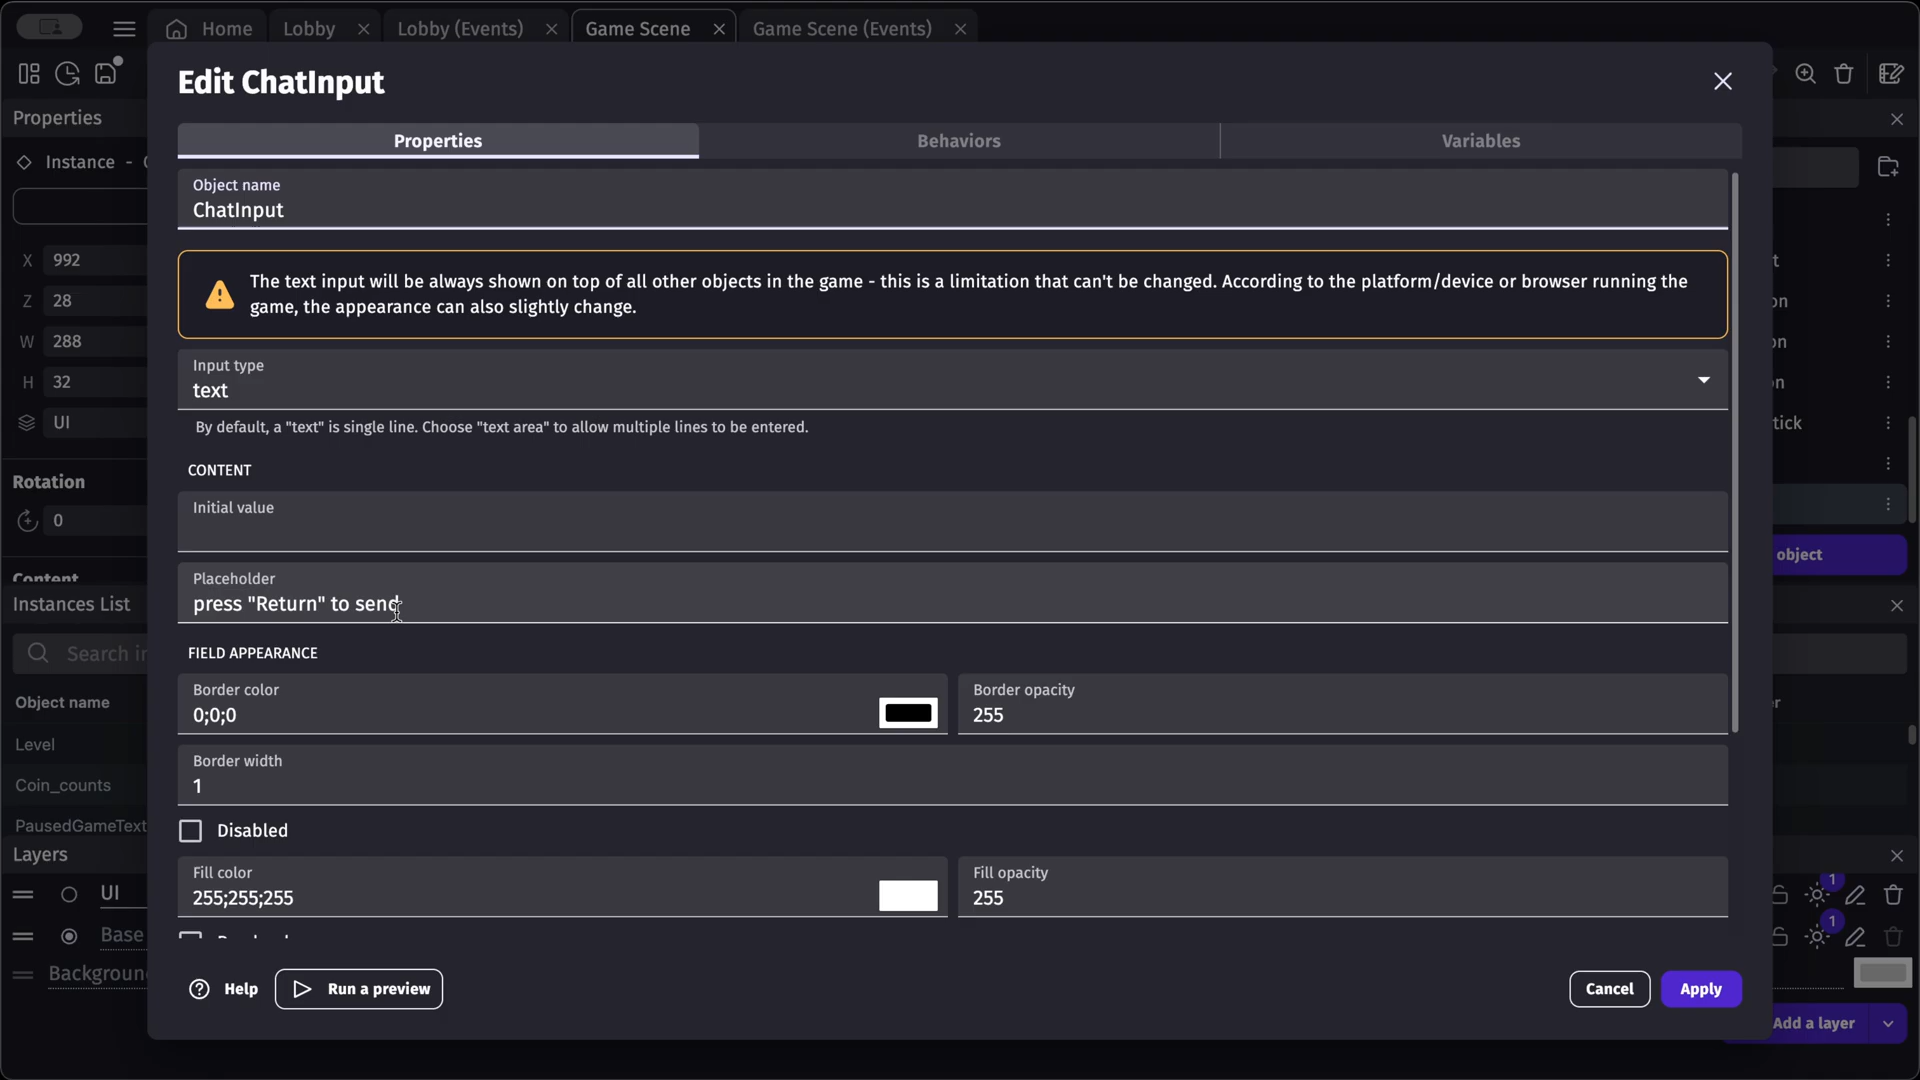 Home
Lobby
Lobby (Events)
Game Scene
Game Scene (Events)
Edit ChatInput
Properties
Instance -
X 992
Z 28
W 288
H 32
UI
Rotation
0
Content
Instances List
Object name
Level
Coin_counts
PausedGameText
Layers
UI
Base
Properties
Behaviors
Variables
Object name
ChatInput
The text input will be always shown on top of all other objects in the game - this is a limitation that can't be changed. According to the platform/device or browser running the
game, the appearance can also slightly change.
Input type
text
By default, a "text" is single line. Choose "text area" to allow multiple lines to be entered.
CONTENT
Initial value
Placeholder
press "Return" to send
FIELD APPEARANCE
Border color
0;0;0
Border opacity
255
Border width
1
Disabled
Fill color
255;255;255
Fill opacity
255
Help
Run a preview
Cancel
Apply
object
1
1
Add a layer